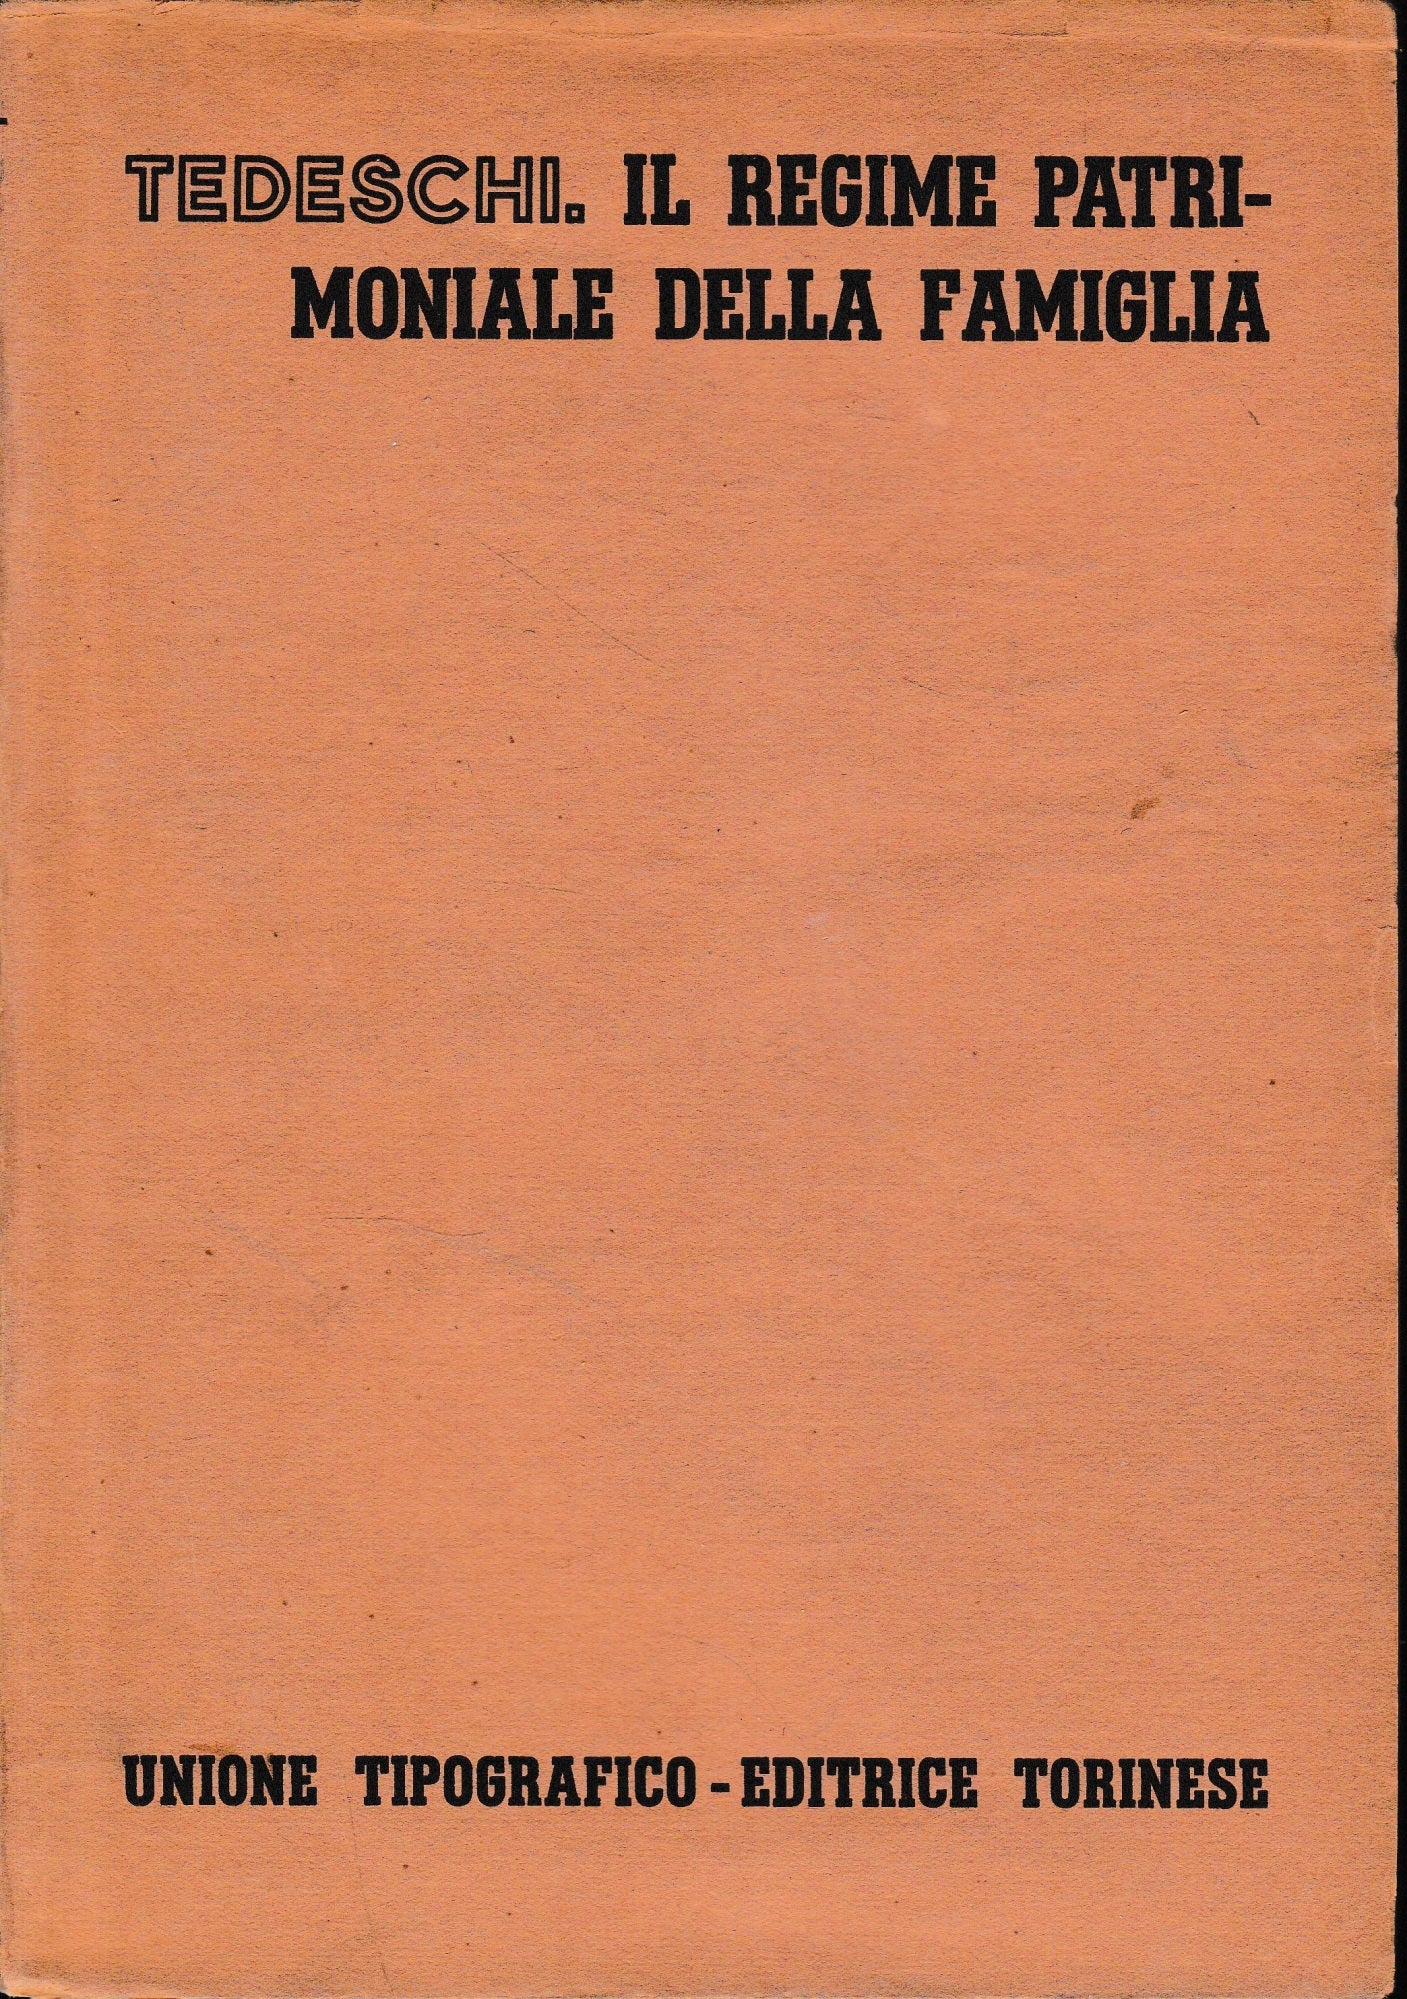 TEDESCHI. IL REGIME PATRI-
MONIALE DELLA FAMIGLIA
UNIONE TIPOGRAFICO - EDITRICE TORINESE